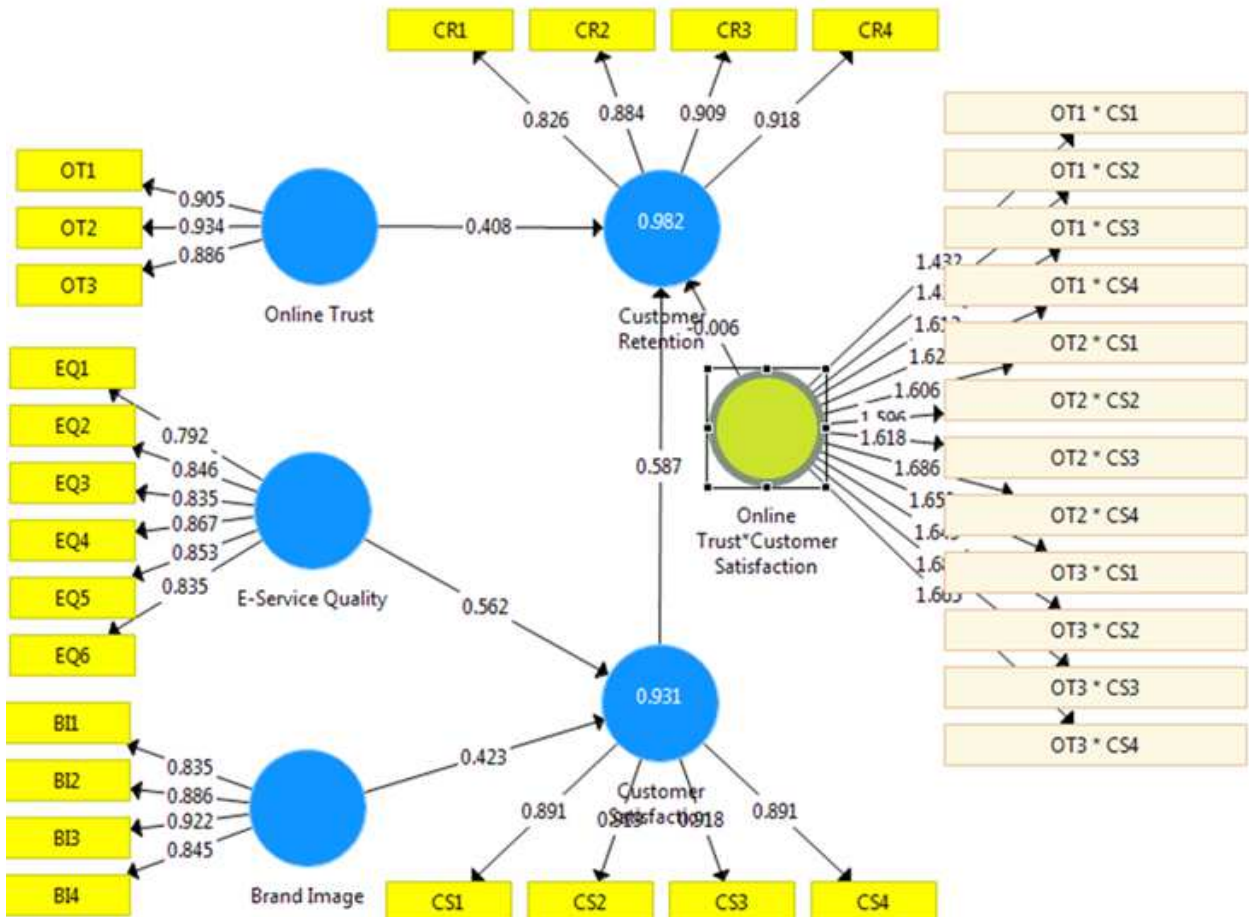 CR1
CR2
CR3
CR4
0.826
0.884
0.909
0.918
OT1
OT2
OT3
0.905
0.934
0.886
Online Trust
0.408
0.982
Customer
Retention
-0.006
EQ1
EQ2
EQ3
EQ4
EQ5
EQ6
0.792
0.846
0.835
0.867
0.853
0.835
E-Service Quality
0.562
0.587
Online
Trust*Customer
Satisfaction
1.606
1.596
1.618
1.686
OT1 * CS1
OT1 * CS2
OT1 * CS3
OT1 * CS4
OT2 * CS1
OT2 * CS2
OT2 * CS3
OT2 * CS4
OT3 * CS1
OT3 * CS2
OT3 * CS3
OT3 * CS4
BI1
BI2
BI3
BI4
0.835
0.886
0.922
0.845
Brand Image
0.423
0.931
Customer
Satisfaction
0.891
0.918
0.891
CS1
CS2
CS3
CS4